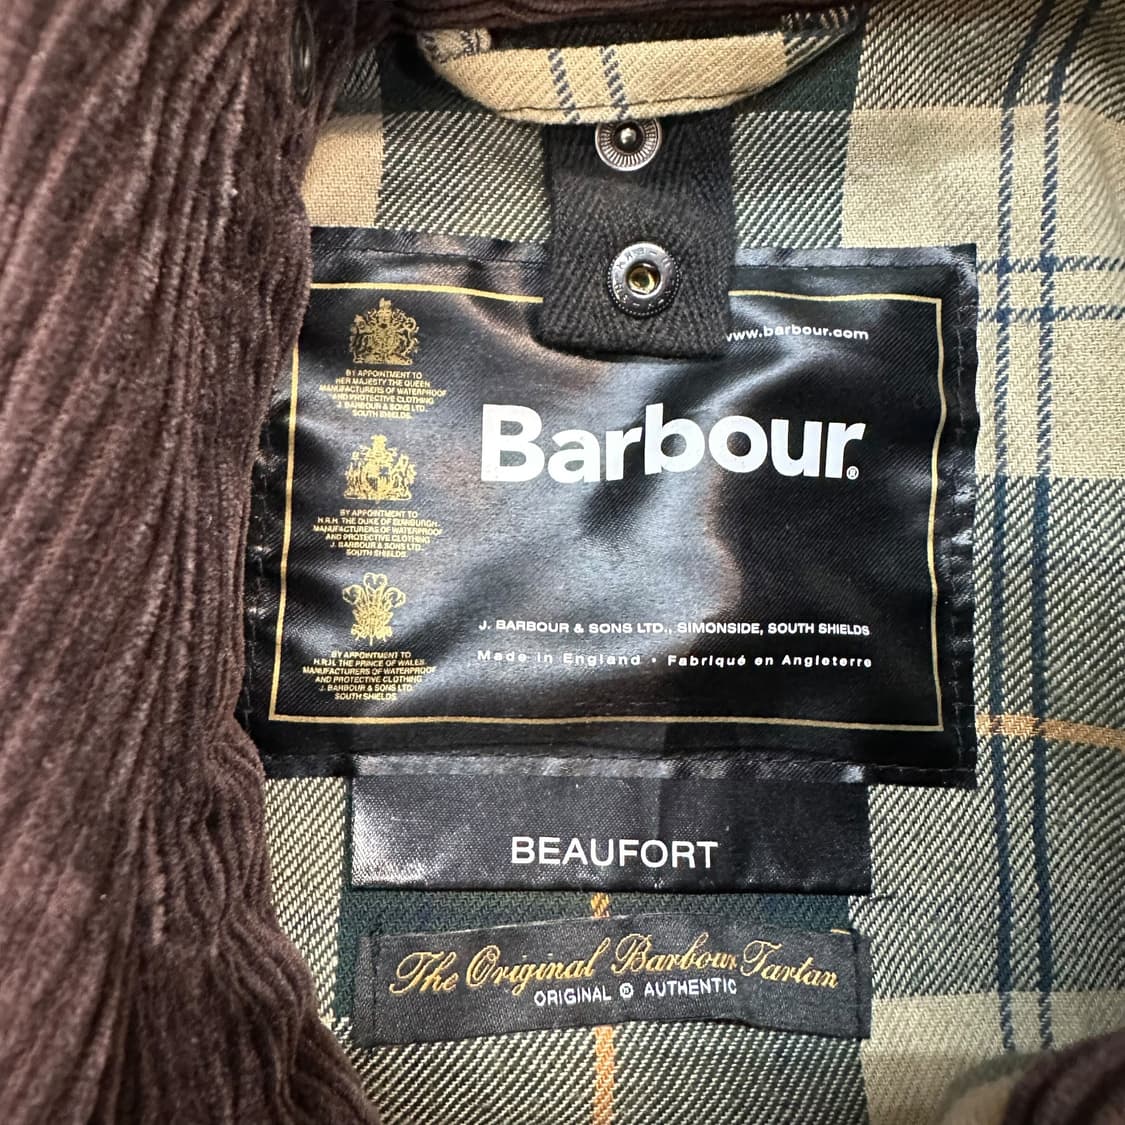 www.barbour.com
BY APPOINTMENT TO
HER MAJESTY THE QUEEN
MANUFACTURERS OF WATERPROOF
AND PROTECTIVE CLOTHING
J. BARBOUR & SONS LTD.
SOUTH SHIELDS.
Barbour®
BY APPOINTMENT TO
H.R.H. THE DUKE OF EDINBURGH.
MANUFACTURERS OF WATERPROOF
AND PROTECTIVE CLOTHING
J. BARBOUR & SONS LTD.
SOUTH SHIELDS.
BY APPOINTMENT TO
H.R.H. THE PRINCE OF WALES
MANUFACTURERS OF WATERPROOF
AND PROTECTIVE CLOTHING
J. BARBOUR & SONS LTD.
SOUTH SHIELDS.
J. BARBOUR & SONS LTD., SIMONSIDE, SOUTH SHIELDS
Made in England • Fabriqué en Angleterre
BEAUFORT
The Original Barbour Tartan
ORIGINAL ® AUTHENTIC